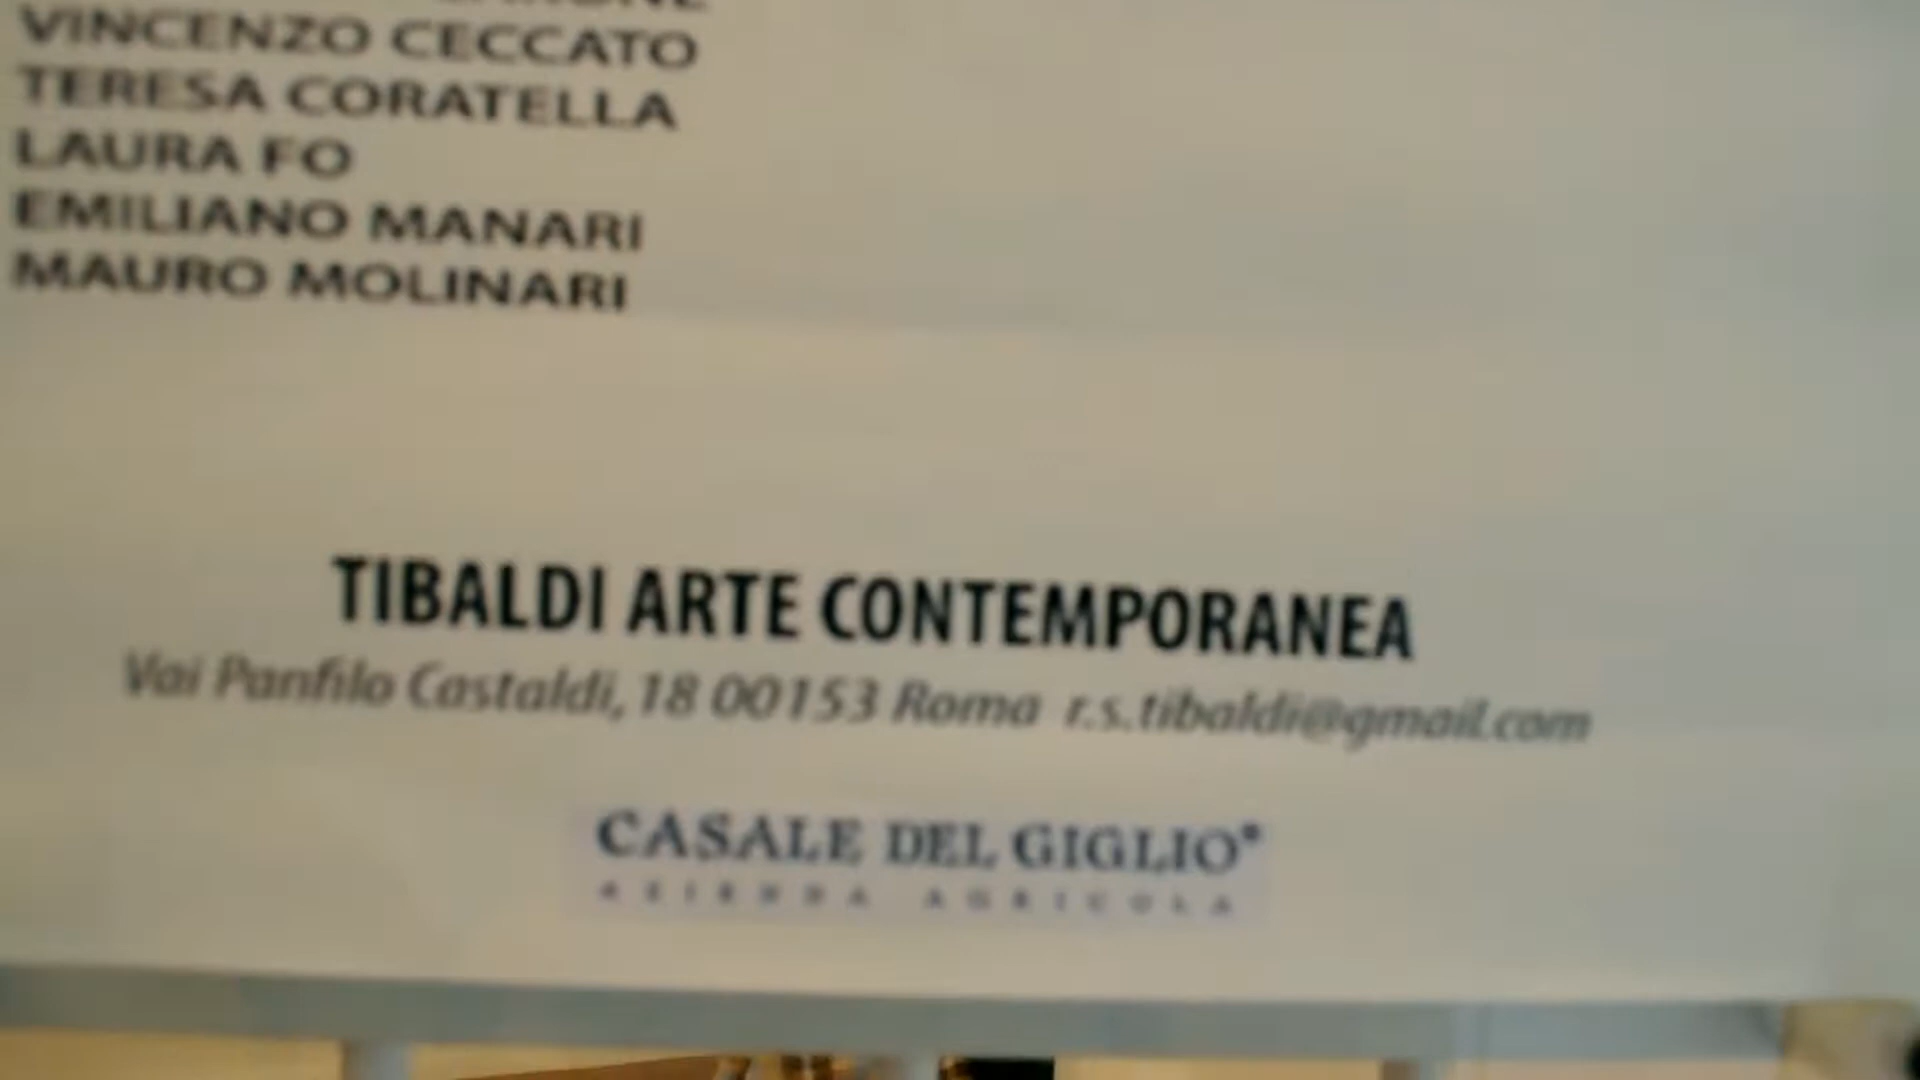 VINCENZO CECCATO
TERESA CORATELLA
LAURA FO
EMILIANO MANARI
MAURO MOLINARI
TIBALDI ARTE CONTEMPORANEA
Vai Panfilo Castaldi, 18 00153 Roma r.s.tibaldi@gmail.com
CASALE DEL GIGLIO®
AZIENDA AGRICOLA